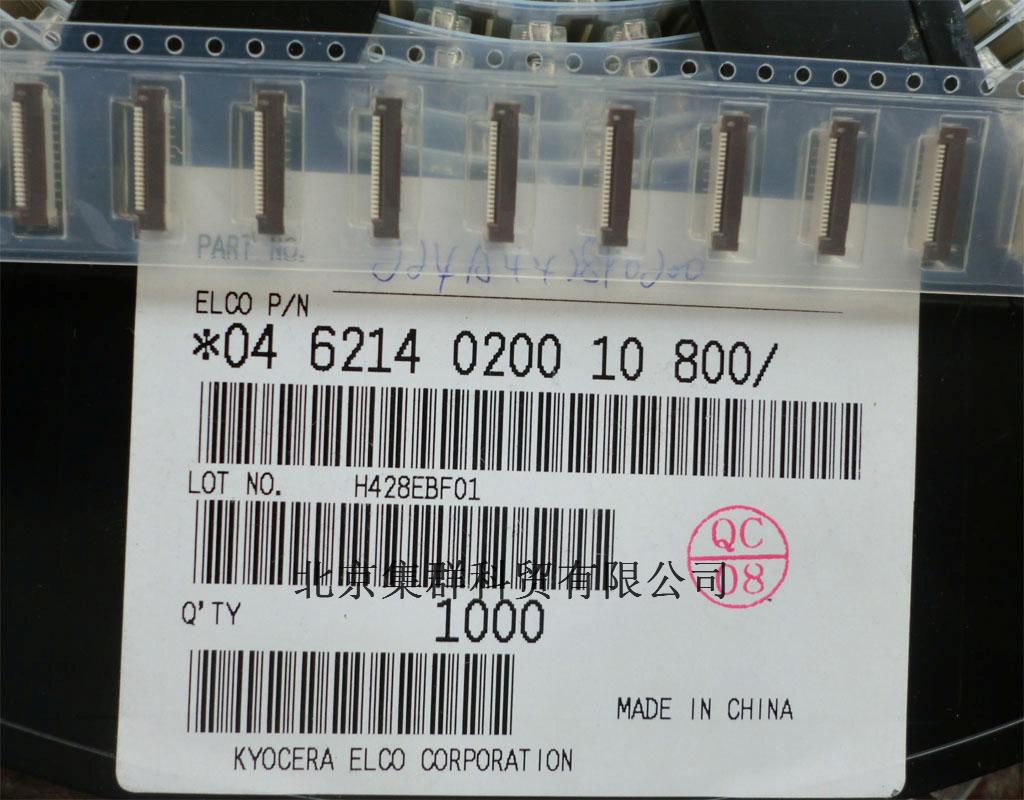 PART NO.
ELCO P/N
*04 6214 0200 10 800/
LOT NO. H428EBF01
QC
08
北京集群科贸有限公司
Q'TY 1000
MADE IN CHINA
KYOCERA ELCO CORPORATION